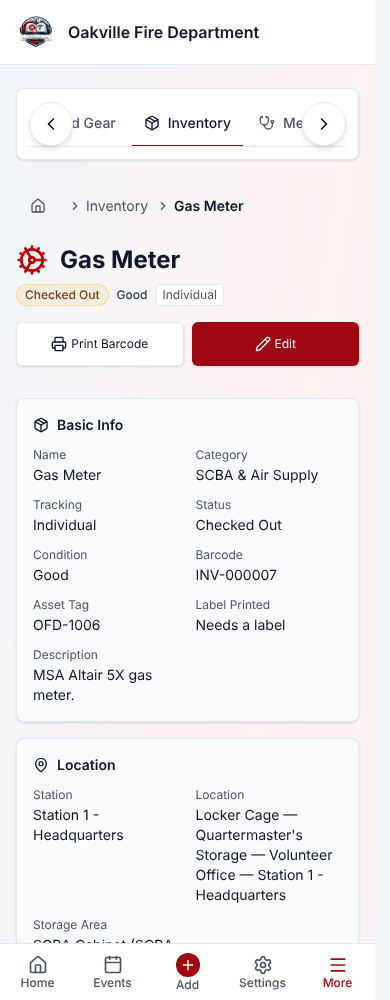 Oakville Fire Department
d Gear
Inventory
Me
Inventory
Gas Meter
Gas Meter
Checked Out
Good
Individual
Print Barcode
Edit
Basic Info
Name
Category
Gas Meter
SCBA & Air Supply
Tracking
Status
Individual
Checked Out
Condition
Barcode
Good
INV-000007
Asset Tag
Label Printed
OFD-1006
Needs a label
Description
MSA Altair 5X gas
meter.
Location
Station
Station 1 -
Headquarters
Location
Locker Cage —
Quartermaster's
Storage — Volunteer
Office — Station 1 -
Headquarters
Storage Area
SCBA Cabinet (SCBA
Home
Events
Add
Settings
More